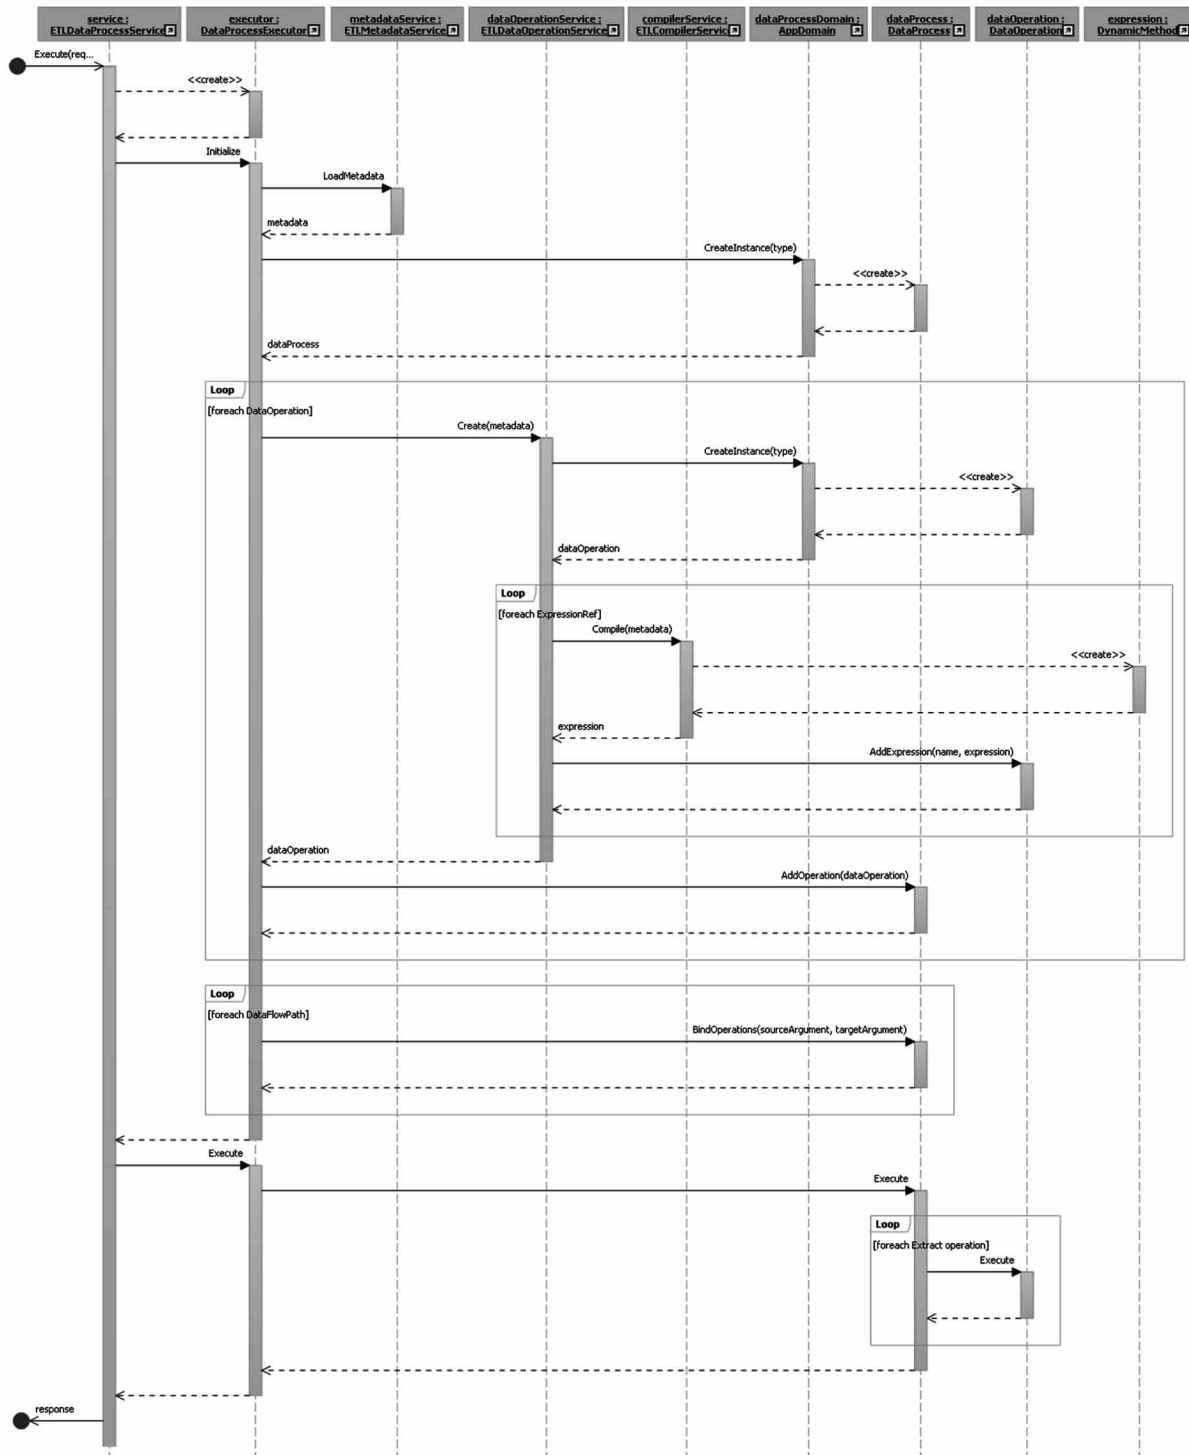 service :
ETLDataProcessService
executor :
DataProcessExecutor
metadataService :
ETLMetadataService
dataOperationService :
ETLDataOperationService
compilerService :
ETLCompilerService
dataProcessDomain :
AppDomain
dataProcess :
DataProcess
dataOperation :
DataOperation
expression :
DynamicMethod
Execute(req...
<<create>>
Initialize
LoadMetadata
metadata
CreateInstance(type)
<<create>>
dataProcess
Loop
[foreach DataOperation]
Create(metadata)
CreateInstance(type)
<<create>>
dataOperation
Loop
[foreach ExpressionRef]
Compile(metadata)
<<create>>
expression
AddExpression(name, expression)
dataOperation
AddOperation(dataOperation)
Loop
[foreach DataFlowPath]
BindOperations(sourceArgument, targetArgument)
Execute
Execute
Loop
[foreach Extract operation]
Execute
response